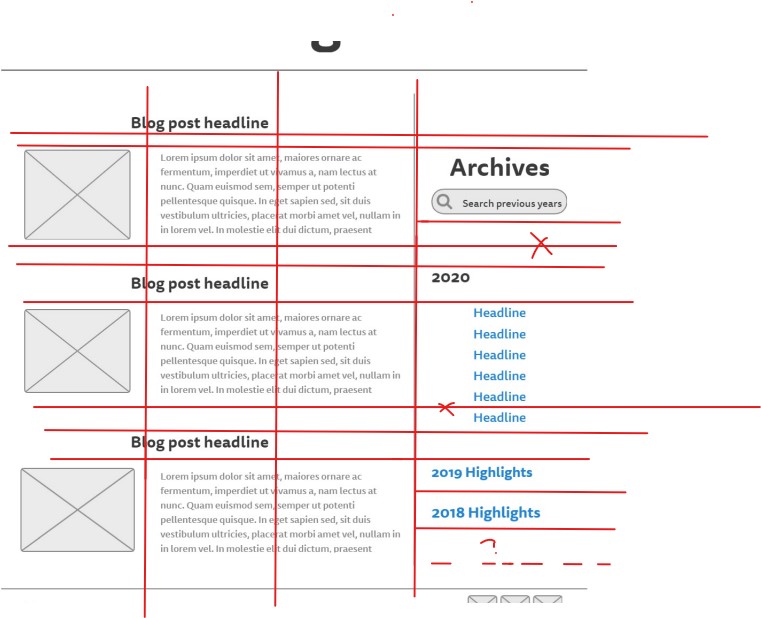 Blog post headline
Lorem ipsum dolor sit amet, maiores ornare ac
fermentum, imperdiet ut vivamus a, nam lectus at
nunc. Quam euismod sem, semper ut potenti
pellentesque quisque. In eget sapien sed, sit duis
vestibulum ultricies, placerat morbi amet vel, nullam in
in lorem vel. In molestie elit dui dictum, praesent
Blog post headline
Lorem ipsum dolor sit amet, maiores ornare ac
fermentum, imperdiet ut vivamus a, nam lectus at
nunc. Quam euismod sem, semper ut potenti
pellentesque quisque. In eget sapien sed, sit duis
vestibulum ultricies, placerat morbi amet vel, nullam in
in lorem vel. In molestie elit dui dictum, praesent
Blog post headline
Lorem ipsum dolor sit amet, maiores ornare ac
fermentum, imperdiet ut vivamus a, nam lectus at
nunc. Quam euismod sem, semper ut potenti
pellentesque quisque. In eget sapien sed, sit duis
vestibulum ultricies, placerat morbi amet vel, nullam in
in lorem vel. In molestie elit dui dictum, praesent
Archives
Search previous years
2020
Headline
Headline
Headline
Headline
Headline
Headline
2019 Highlights
2018 Highlights
?